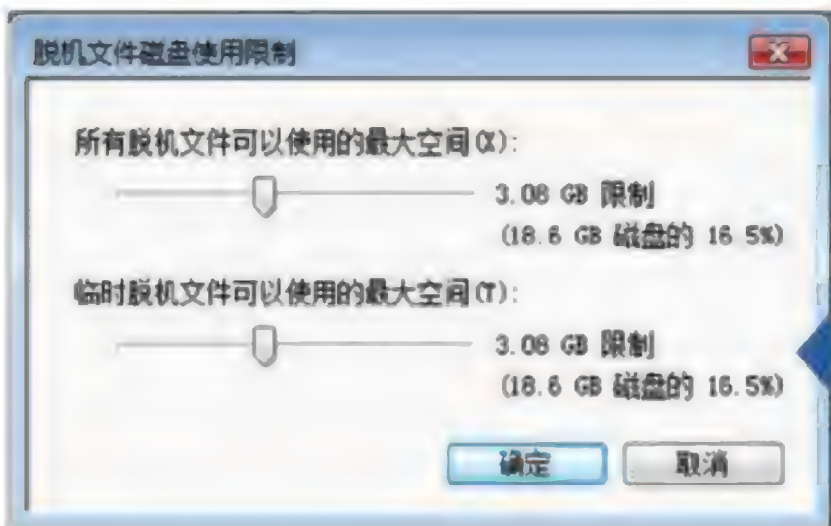 脱机文件磁盘使用限制
所有脱机文件可以使用的最大空间(X):
3.08 GB 限制
(18.6 GB 磁盘的 16.5%)
临时脱机文件可以使用的最大空间(T):
3.08 GB 限制
(18.6 GB 磁盘的 16.5%)
确定
取消